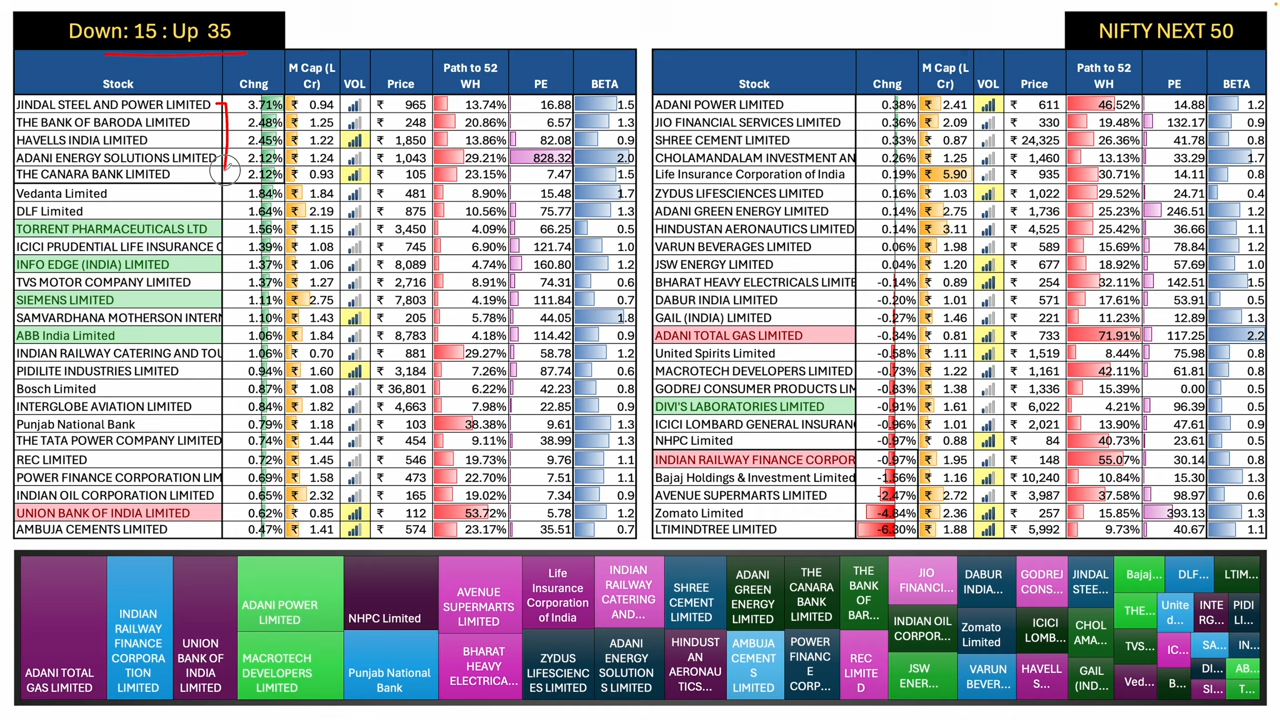 Down: 15 : Up 35
NIFTY NEXT 50
Stock Chng M Cap (L Cr) VOL Price Path to 52 WH PE BETA
JINDAL STEEL AND POWER LIMITED 3.71% ₹ 0.94 ₹ 965 13.74% 16.88 1.5
THE BANK OF BARODA LIMITED 2.48% ₹ 1.25 ₹ 248 20.86% 6.57 1.3
HAVELLS INDIA LIMITED 2.45% ₹ 1.22 ₹ 1,850 13.86% 82.08 0.9
ADANI ENERGY SOLUTIONS LIMITED 2.12% ₹ 1.24 ₹ 1,043 29.21% 828.32 2.0
THE CANARA BANK LIMITED 2.12% ₹ 0.93 ₹ 105 23.15% 7.47 1.5
Vedanta Limited 1.84% ₹ 1.84 ₹ 481 8.90% 15.48 1.7
DLF Limited 1.64% ₹ 2.19 ₹ 875 10.56% 75.77 1.3
TORRENT PHARMACEUTICALS LTD 1.56% ₹ 1.15 ₹ 3,450 4.09% 66.25 0.5
ICICI PRUDENTIAL LIFE INSURANCE C 1.39% ₹ 1.08 ₹ 745 6.90% 121.74 1.0
INFO EDGE (INDIA) LIMITED 1.37% ₹ 1.06 ₹ 8,089 4.74% 160.80 1.2
TVS MOTOR COMPANY LIMITED 1.37% ₹ 1.27 ₹ 2,716 8.91% 74.31 0.6
SIEMENS LIMITED 1.11% ₹ 2.75 ₹ 7,803 4.19% 111.84 0.7
SAMVARDHANA MOTHERSON INTERN 1.10% ₹ 1.43 ₹ 205 5.78% 44.05 1.8
ABB India Limited 1.06% ₹ 1.84 ₹ 8,783 4.18% 114.42 0.8
INDIAN RAILWAY CATERING AND TOU 1.06% ₹ 0.70 ₹ 881 29.27% 58.78 1.2
PIDILITE INDUSTRIES LIMITED 0.94% ₹ 1.60 ₹ 3,184 7.26% 87.74 0.6
Bosch Limited 0.87% ₹ 1.08 ₹ 36,801 6.22% 42.23 0.8
INTERGLOBE AVIATION LIMITED 0.84% ₹ 1.82 ₹ 4,663 7.98% 22.85 0.9
Punjab National Bank 0.79% ₹ 1.18 ₹ 103 38.38% 9.61 1.3
THE TATA POWER COMPANY LIMITED 0.74% ₹ 1.44 ₹ 454 9.11% 38.99 1.3
REC LIMITED 0.72% ₹ 1.45 ₹ 546 19.73% 9.76 1.1
POWER FINANCE CORPORATION LIM 0.69% ₹ 1.58 ₹ 473 22.70% 7.51 1.1
INDIAN OIL CORPORATION LIMITED 0.65% ₹ 2.32 ₹ 165 19.02% 7.34 0.9
UNION BANK OF INDIA LIMITED 0.62% ₹ 0.85 ₹ 112 53.72% 5.78 1.2
AMBUJA CEMENTS LIMITED 0.47% ₹ 1.41 ₹ 574 23.17% 35.51 0.7
Stock Chng M Cap (L Cr) VOL Price Path to 52 WH PE BETA
ADANI POWER LIMITED 0.38% ₹ 2.41 ₹ 611 46.52% 14.88 1.2
JIO FINANCIAL SERVICES LIMITED 0.36% ₹ 2.09 ₹ 330 19.48% 132.17 0.9
SHREE CEMENT LIMITED 0.33% ₹ 0.87 ₹ 24,325 26.36% 41.78 0.8
CHOLAMANDALAM INVESTMENT AN 0.26% ₹ 1.25 ₹ 1,460 13.13% 33.29 1.7
Life Insurance Corporation of India 0.19% ₹ 5.90 ₹ 935 30.71% 14.11 0.8
ZYDUS LIFESCIENCES LIMITED 0.16% ₹ 1.03 ₹ 1,022 29.52% 24.71 0.4
ADANI GREEN ENERGY LIMITED 0.14% ₹ 2.75 ₹ 1,736 25.23% 246.51 1.2
HINDUSTAN AERONAUTICS LIMITED 0.14% ₹ 3.11 ₹ 4,525 25.42% 36.66 1.1
VARUN BEVERAGES LIMITED 0.06% ₹ 1.98 ₹ 589 15.69% 78.84 1.2
JSW ENERGY LIMITED 0.04% ₹ 1.20 ₹ 677 18.92% 57.69 1.0
BHARAT HEAVY ELECTRICALS LIMITE -0.14% ₹ 0.89 ₹ 254 32.11% 142.51 1.5
DABUR INDIA LIMITED -0.20% ₹ 1.01 ₹ 571 17.61% 53.91 0.5
GAIL (INDIA) LIMITED -0.27% ₹ 1.46 ₹ 221 11.23% 12.89 1.3
ADANI TOTAL GAS LIMITED -0.34% ₹ 0.81 ₹ 733 71.91% 117.25 2.2
United Spirits Limited -0.58% ₹ 1.11 ₹ 1,519 8.44% 75.98 0.8
MACROTECH DEVELOPERS LIMITED -0.73% ₹ 1.22 ₹ 1,161 42.11% 61.81 0.8
GODREJ CONSUMER PRODUCTS LIM -0.83% ₹ 1.38 ₹ 1,336 15.39% 0.00 0.5
DIVI'S LABORATORIES LIMITED -0.91% ₹ 1.61 ₹ 6,022 4.21% 96.39 0.5
ICICI LOMBARD GENERAL INSURAN -0.96% ₹ 1.01 ₹ 2,021 13.90% 47.61 0.9
NHPC Limited -0.97% ₹ 0.88 ₹ 84 40.73% 23.61 0.5
INDIAN RAILWAY FINANCE CORPOR -0.97% ₹ 1.95 ₹ 148 55.07% 30.14 0.8
Bajaj Holdings & Investment Limited -1.56% ₹ 1.16 ₹ 10,240 10.84% 15.30 1.3
AVENUE SUPERMARTS LIMITED -2.47% ₹ 2.72 ₹ 3,987 37.58% 98.97 0.6
Zomato Limited -4.84% ₹ 2.36 ₹ 257 15.85% 393.13 1.3
LTIMINDTREE LIMITED -6.30% ₹ 1.88 ₹ 5,992 9.73% 40.67 1.1
ADANI TOTAL
GAS LIMITED
INDIAN
RAILWAY
FINANCE
CORPORA
TION
LIMITED
UNION
BANK OF
INDIA
LIMITED
ADANI POWER
LIMITED
MACROTECH
DEVELOPERS
LIMITED
NHPC Limited
Punjab National
Bank
AVENUE
SUPERMARTS
LIMITED
BHARAT
HEAVY
ELECTRICA...
Life
Insurance
Corporation
of India
ZYDUS
LIFESCIENC
ES LIMITED
INDIAN
RAILWAY
CATERING
AND...
ADANI
ENERGY
SOLUTION
S LIMITED
SHREE
CEMENT
LIMITED
HINDUST
AN
AERONAU
TICS...
ADANI
GREEN
ENERGY
LIMITED
AMBUJA
CEMENT
S
LIMITED
THE
CANARA
BANK
LIMITED
POWER
FINANC
E
CORP...
THE
BANK
OF
BAR...
REC
LIMITE
D
JIO
FINANCI...
INDIAN OIL
CORPOR...
JSW
ENER...
DABUR
INDIA...
Zomato
Limited
VARUN
BEVER...
GODREJ
CONS...
ICICI
LOMB...
HAVELL
S...
JINDAL
STEE...
CHOL
AMA...
GAIL
(IND...
Bajaj...
THE...
TVS...
Ved...
DLF...
Unite
d...
IC...
B...
LTIM...
INTE
RG...
PIDI
LI...
SA...
IN...
DI...
AB...
SI...
T...